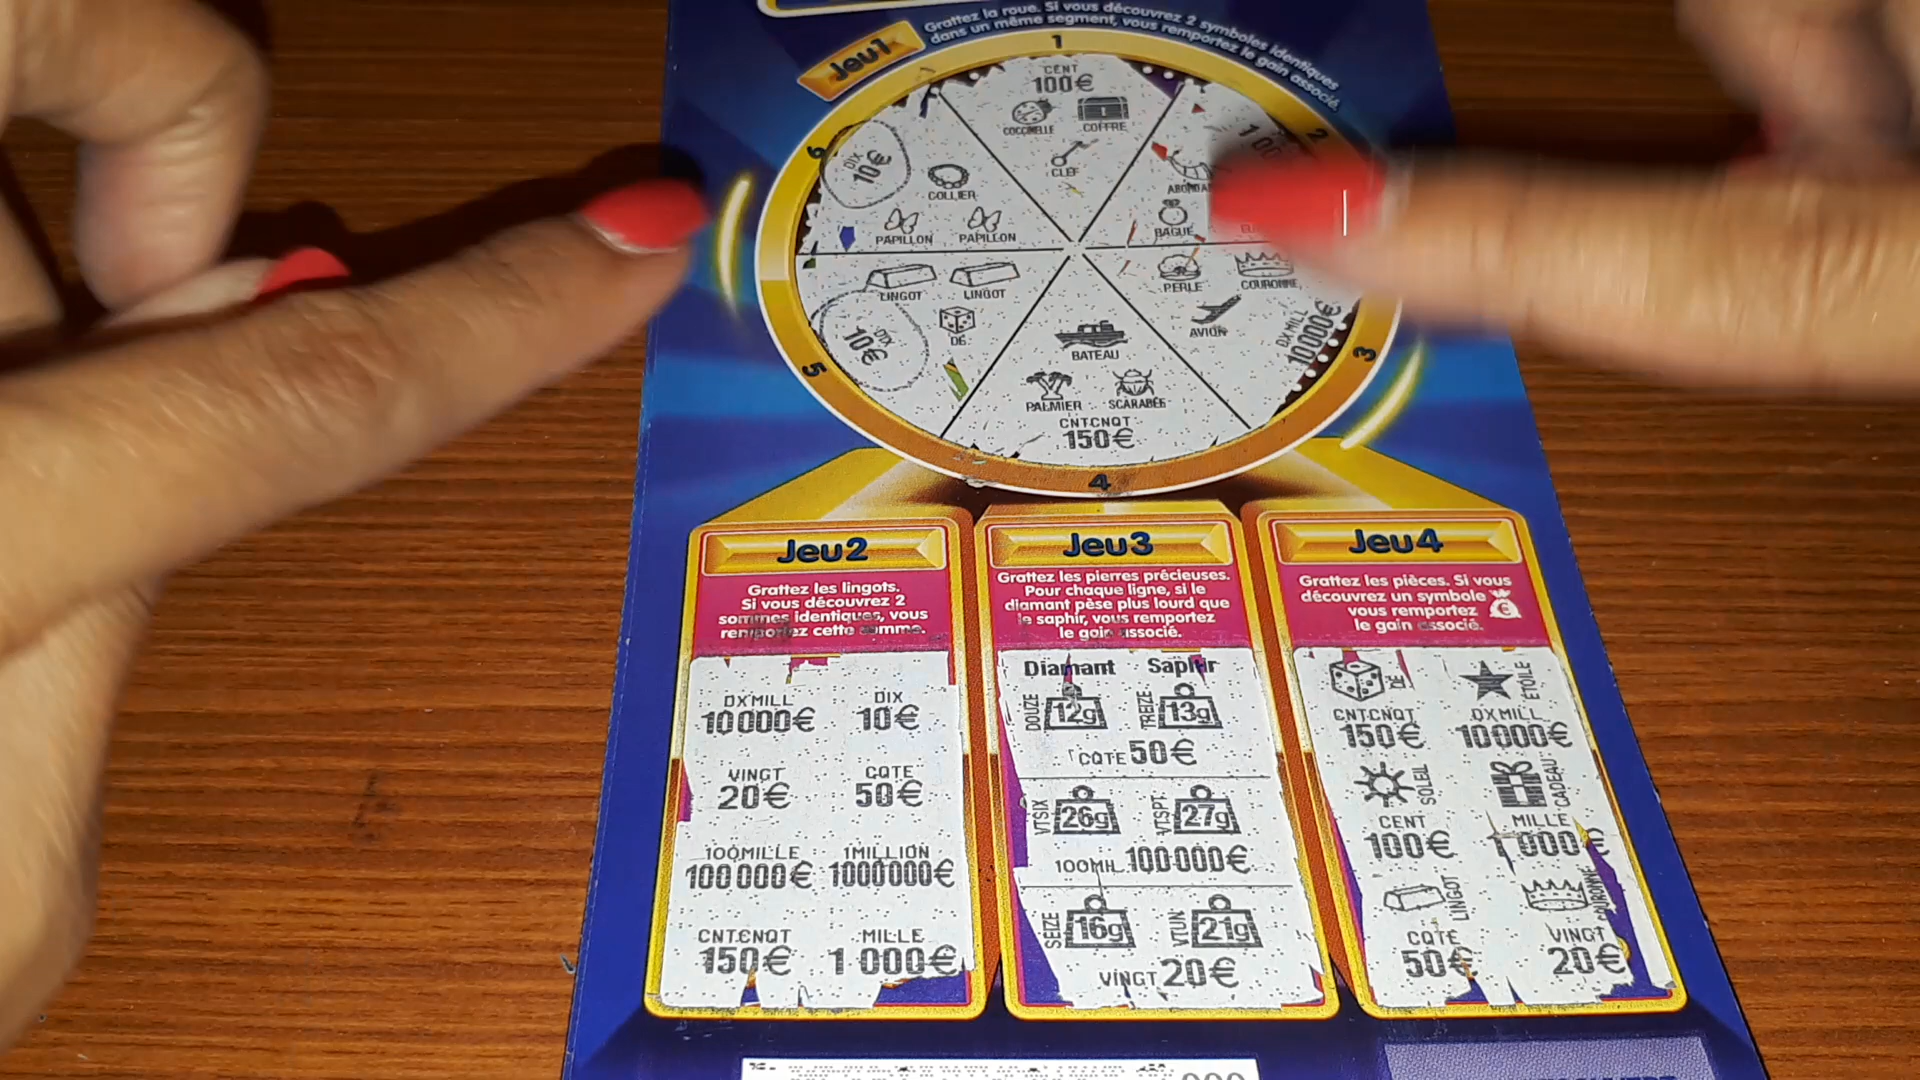 Jeu1
Grattez la roue. Si vous découvrez 2 symboles identiques
dans un même segment, vous remportez le gain associé.
1
CENT
100€
COCCINELLE
COFFRE
CLEF
2
BAGUE
3
PERLE
COURONNE
AVION
DXMILL
10000€
4
BATEAU
PALMIER
SCARABÉE
CNT.CNQT
150€
5
LINGOT
LINGOT
DÉ
DIX
10€
6
DIX
10€
COLLIER
PAPILLON
PAPILLON
Jeu2
Grattez les lingots.
Si vous découvrez 2
sommes identiques, vous
remportez cette somme.
DXMILL
10000€
DIX
10€
VINGT
20€
CQTE
50€
100MILLE
100000€
1MILLION
1000000€
CNT.CNQT
150€
MILLE
1000€
Jeu3
Grattez les pierres précieuses.
Pour chaque ligne, si le
diamant pèse plus lourd que
le saphir, vous remportez
le gain associé.
Diamant Saphir
DOUZE
12g
TREIZE
13g
CQTE 50€
VTSIX
26g
VTSPT
27g
100MIL 100000€
SEIZE
16g
VTUN
21g
VINGT 20€
Jeu4
Grattez les pièces. Si vous
découvrez un symbole
vous remportez
le gain associé.
DÉ
CNT.CNQT
150€
ÉTOILE
DXMILL
10000€
SOLEIL
CENT
100€
CADEAU
MILLE
1000€
LINGOT
CQTE
50€
COURONNE
VINGT
20€